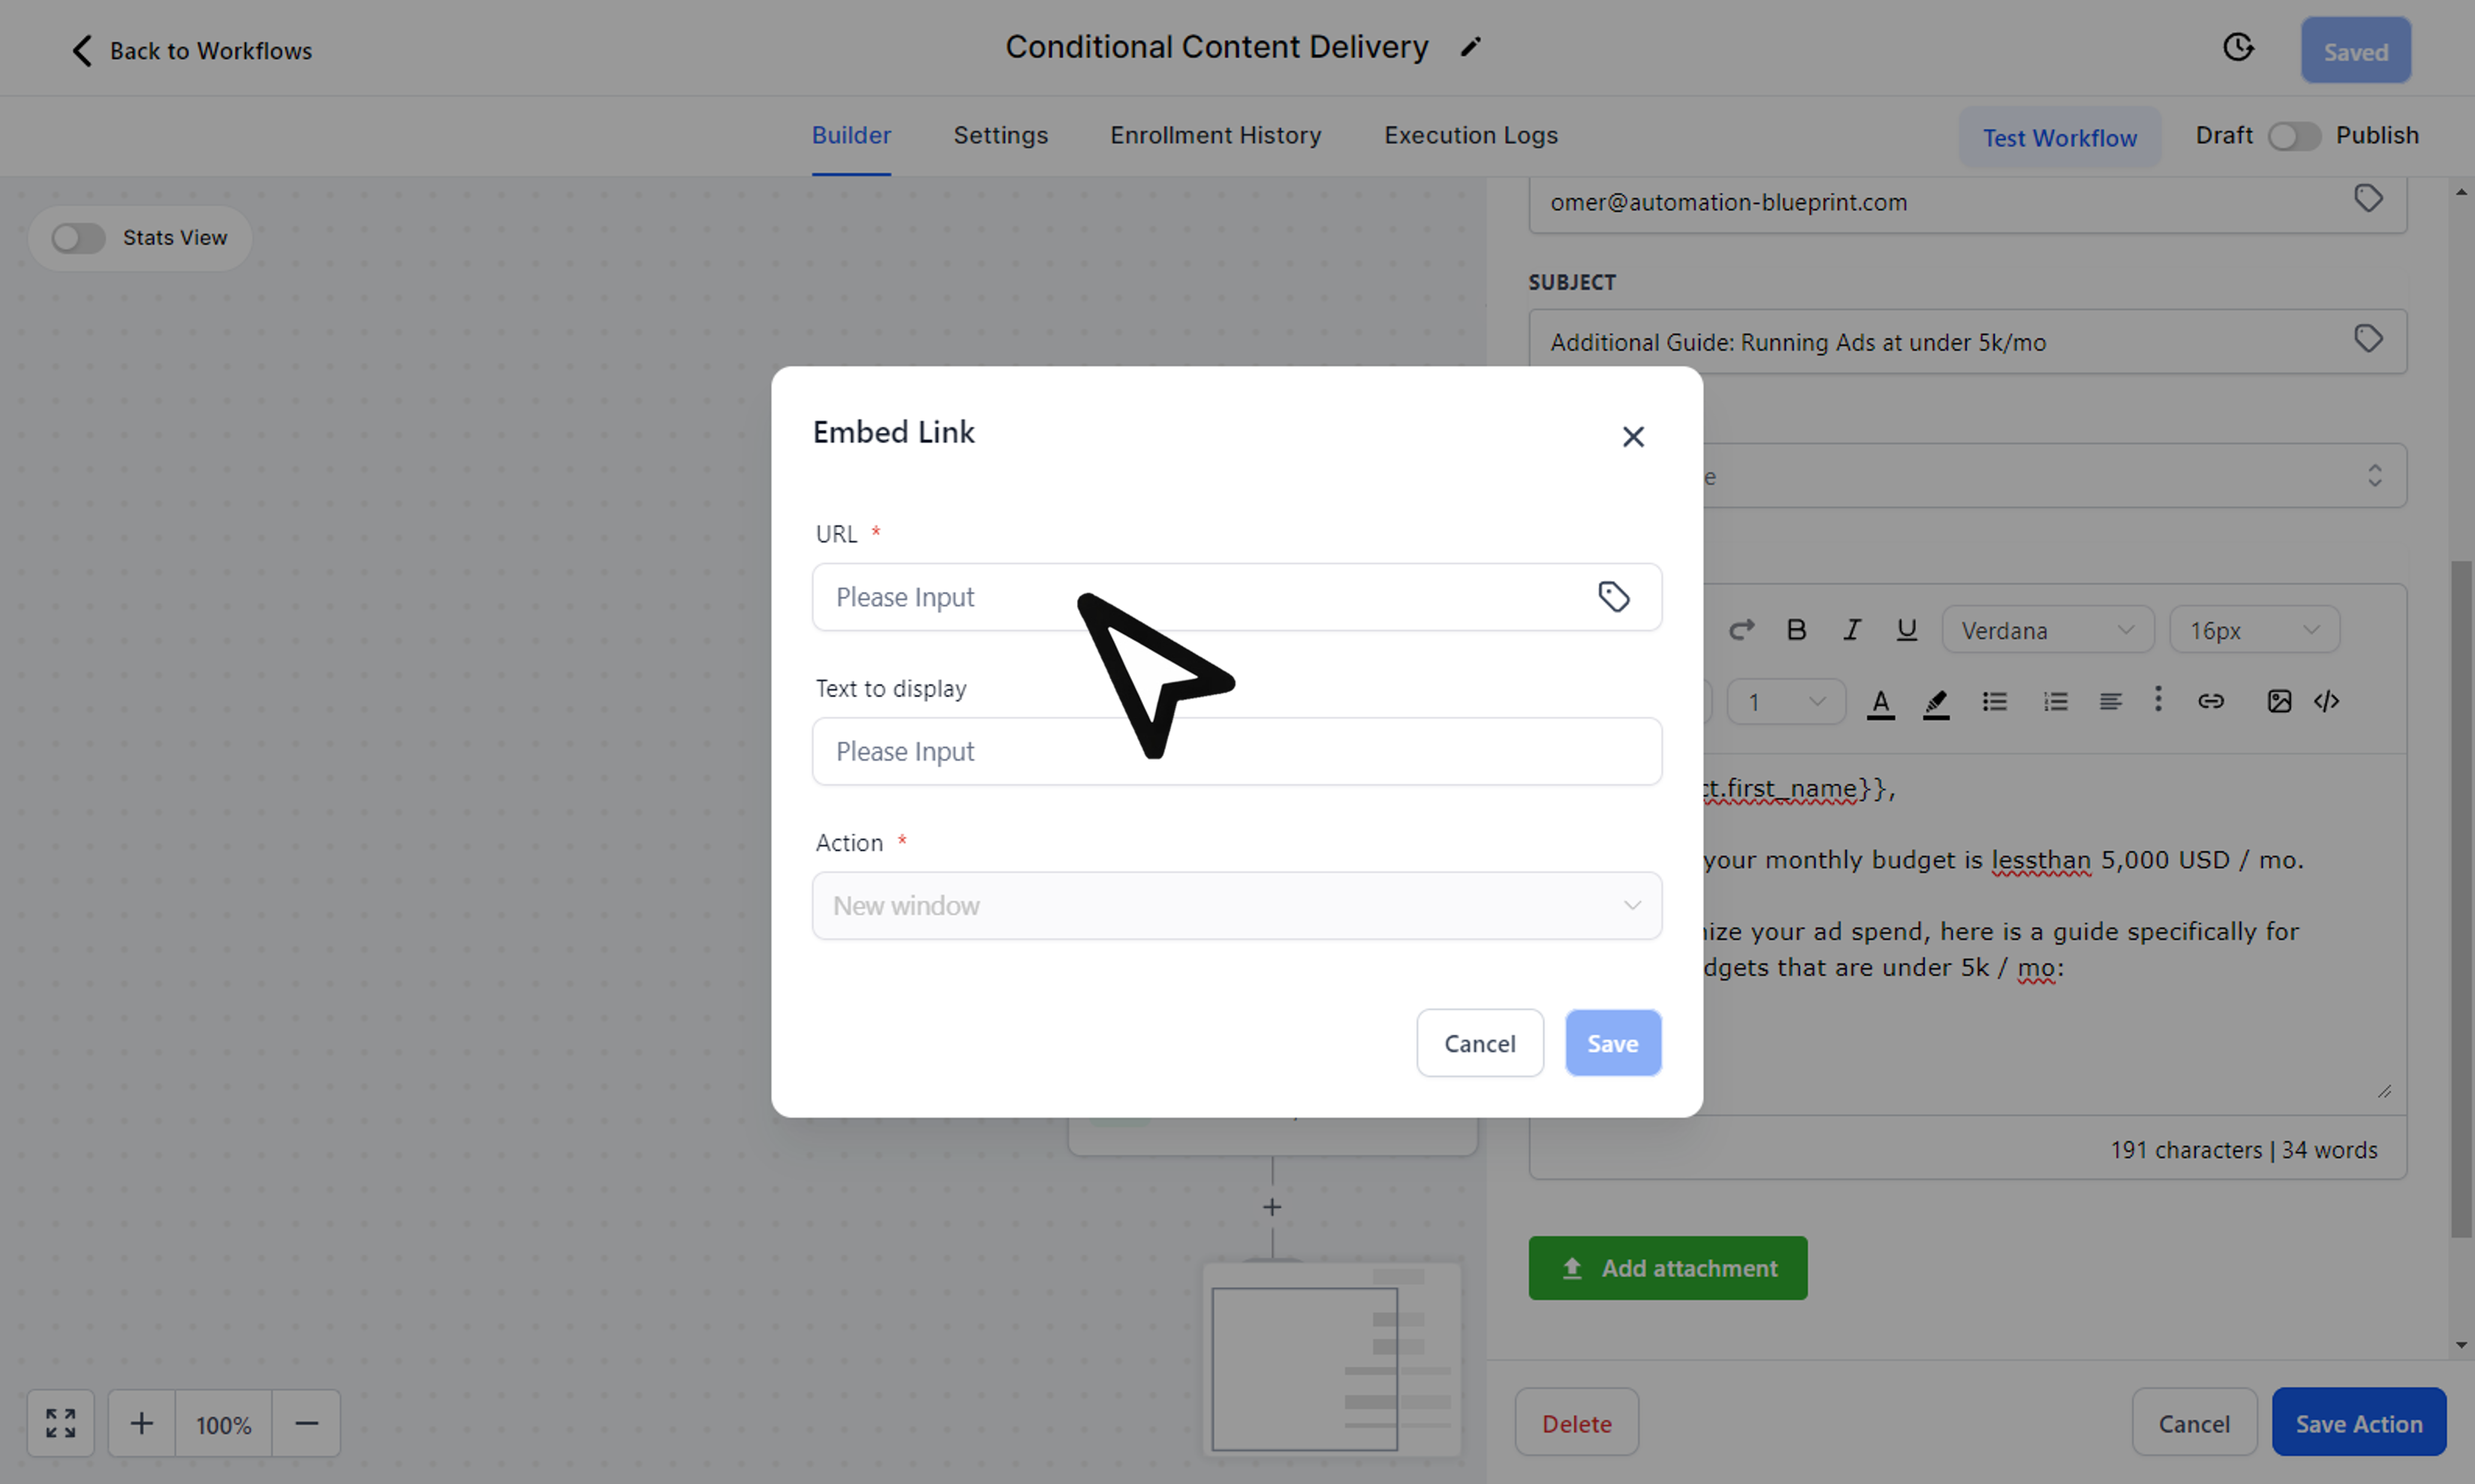 Back to Workflows
Conditional Content Delivery
Saved
Builder
Settings
Enrollment History
Execution Logs
Test Workflow
Draft
Publish
Stats View
omer@automation-blueprint.com
SUBJECT
Additional Guide: Running Ads at under 5k/mo
Embed Link
URL *
Please Input
Text to display
Please Input
Action *
New window
Cancel
Save
Verdana
16px
1
.first_name}},
your monthly budget is lessthan 5,000 USD / mo.
your ad spend, here is a guide specifically for
that are under 5k / mo:
191 characters | 34 words
Add attachment
100%
Delete
Cancel
Save Action